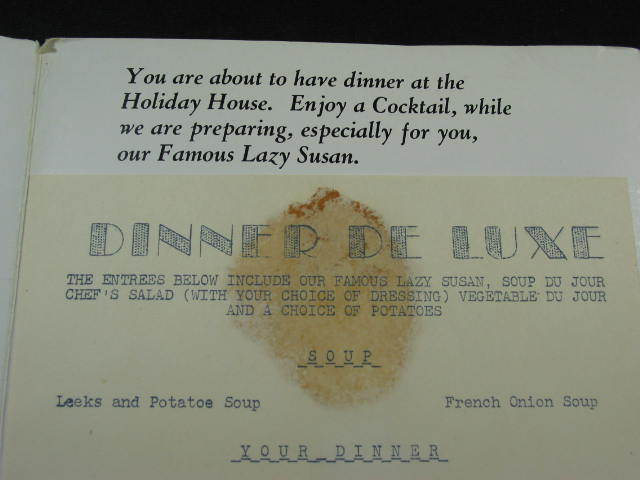 You are about to have dinner at the
Holiday House. Enjoy a Cocktail, while
we are preparing, especially for you,
our Famous Lazy Susan.
DINNER DE LUXE
THE ENTREES BELOW INCLUDE OUR FAMOUS LAZY SUSAN, SOUP DU JOUR
CHEF'S SALAD (WITH YOUR CHOICE OF DRESSING) VEGETABLE DU JOUR
AND A CHOICE OF POTATOES
SOUP
Leeks and Potatoe Soup French Onion Soup
YOUR DINNER